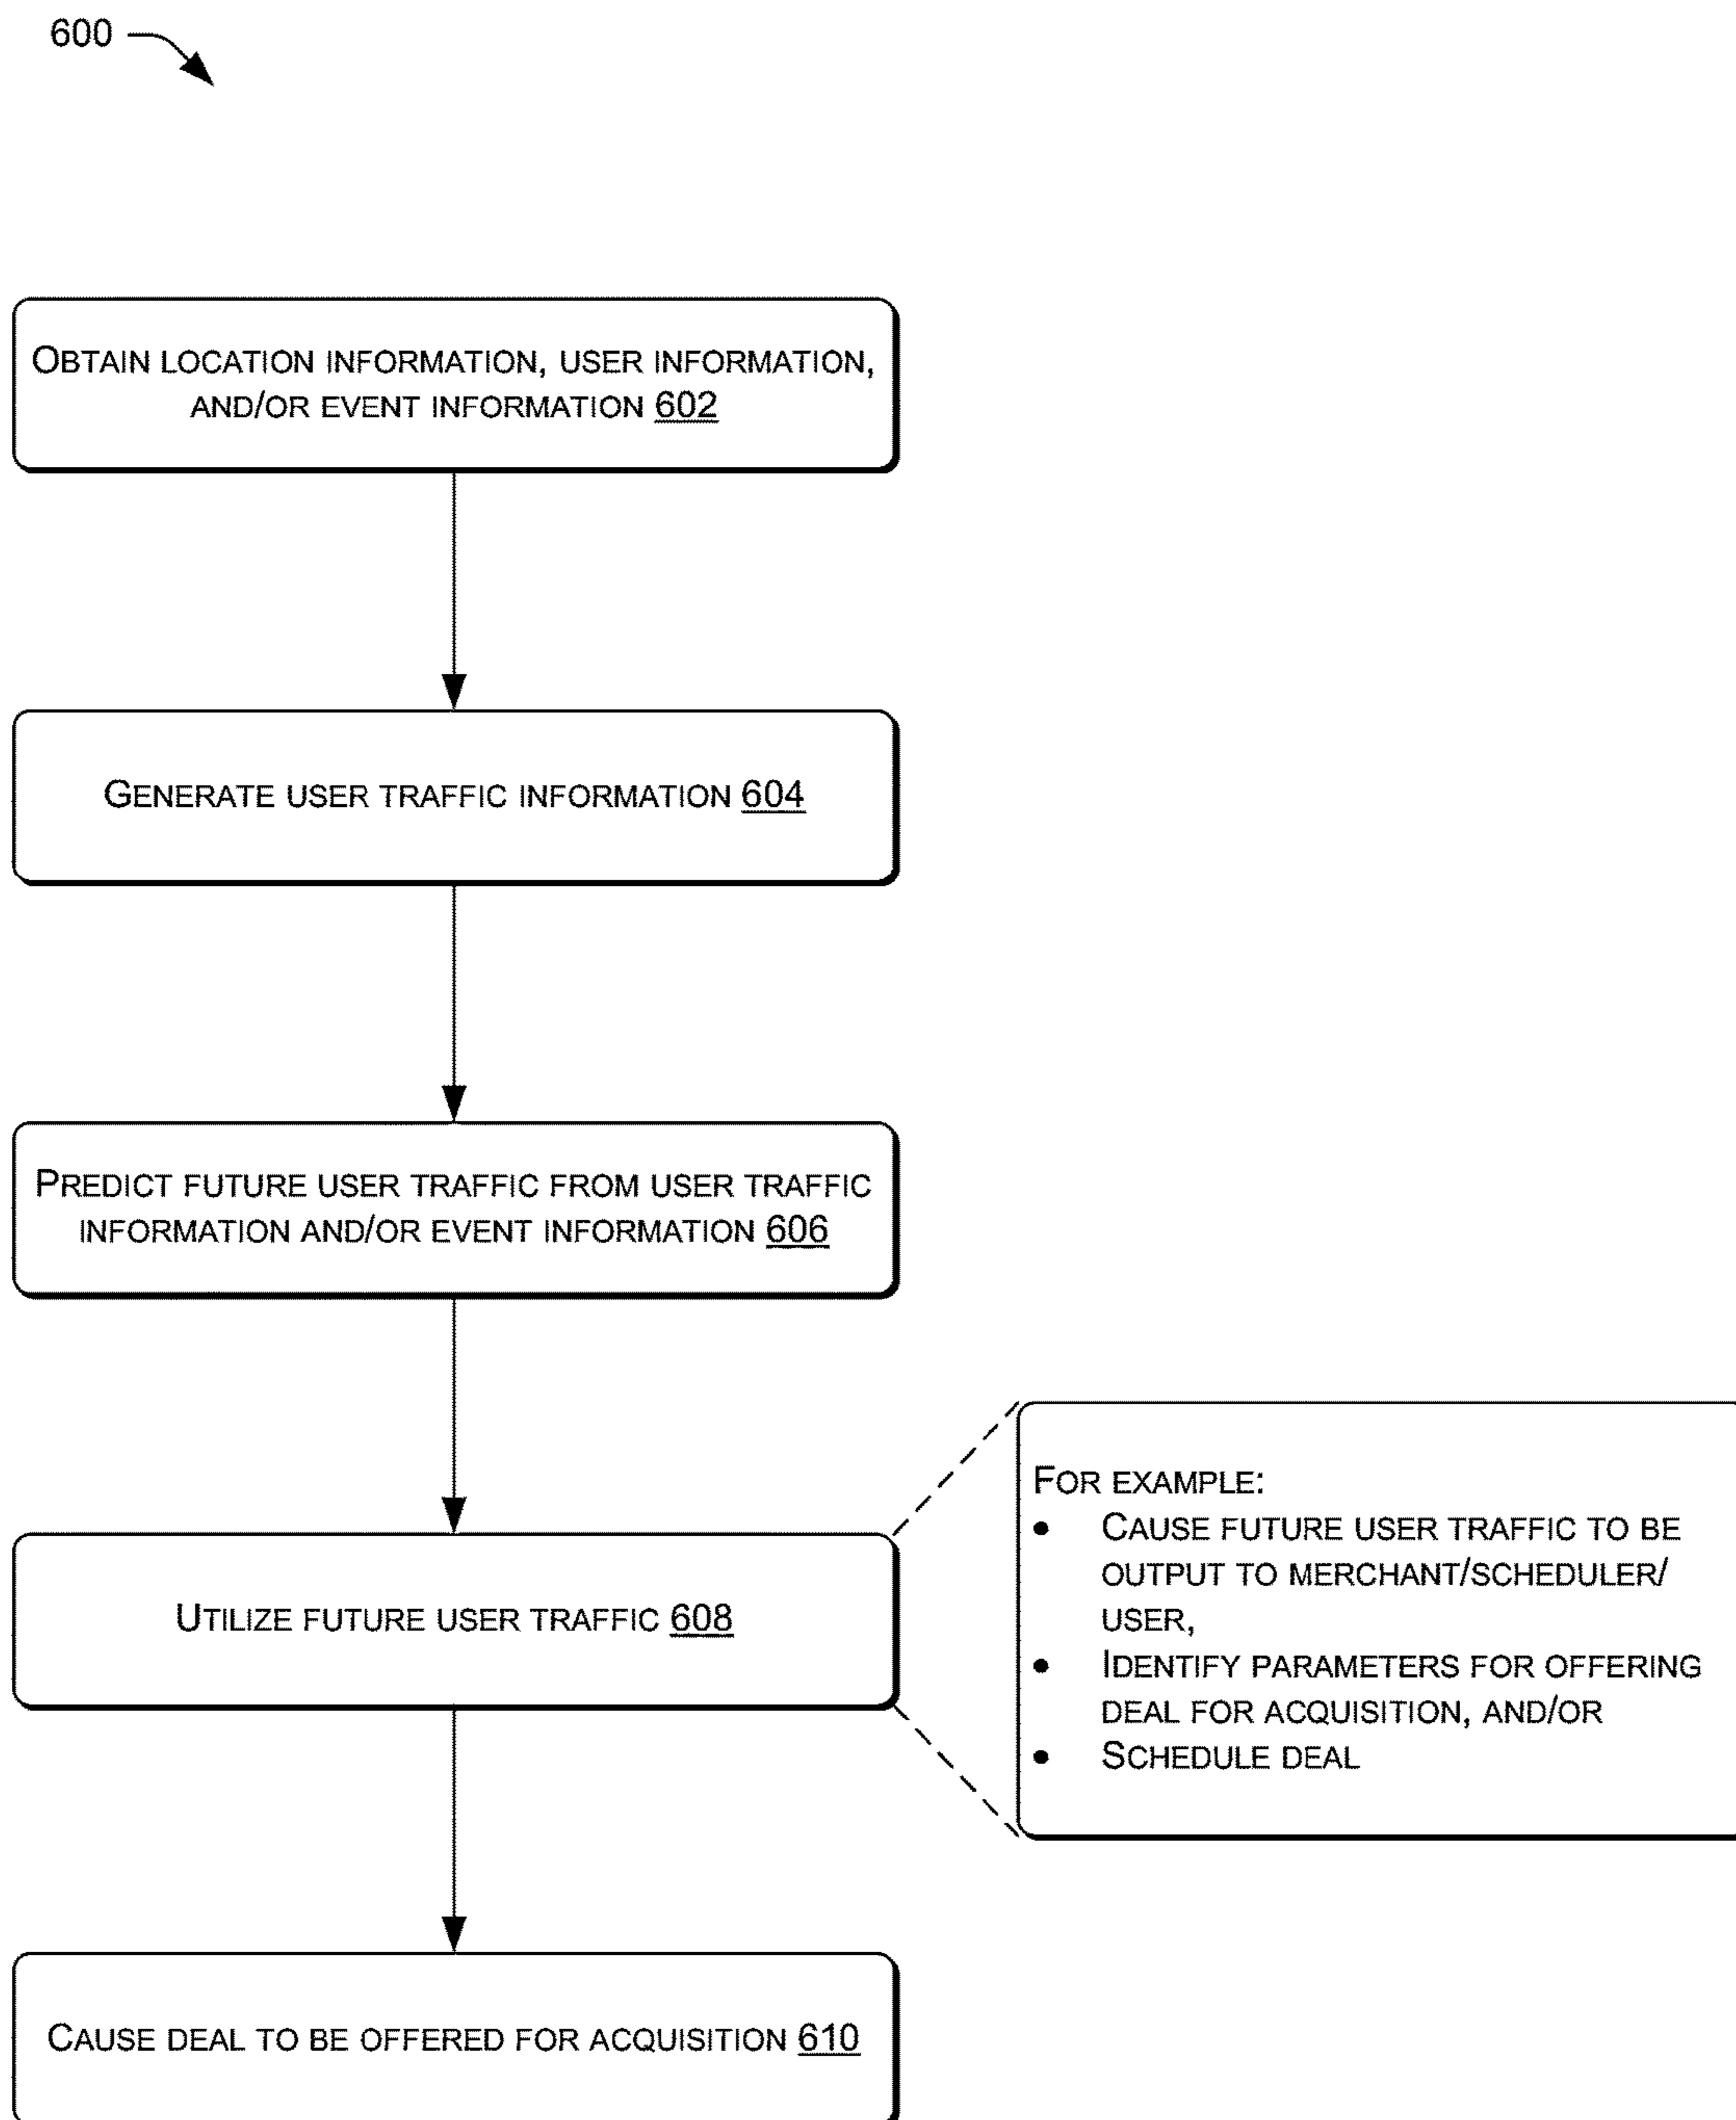 600
OBTAIN LOCATION INFORMATION, USER INFORMATION,
AND/OR EVENT INFORMATION 602
GENERATE USER TRAFFIC INFORMATION 604
PREDICT FUTURE USER TRAFFIC FROM USER TRAFFIC
INFORMATION AND/OR EVENT INFORMATION 606
UTILIZE FUTURE USER TRAFFIC 608
FOR EXAMPLE:
• CAUSE FUTURE USER TRAFFIC TO BE
OUTPUT TO MERCHANT/SCHEDULER/
USER,
• IDENTIFY PARAMETERS FOR OFFERING
DEAL FOR ACQUISITION, AND/OR
• SCHEDULE DEAL
CAUSE DEAL TO BE OFFERED FOR ACQUISITION 610